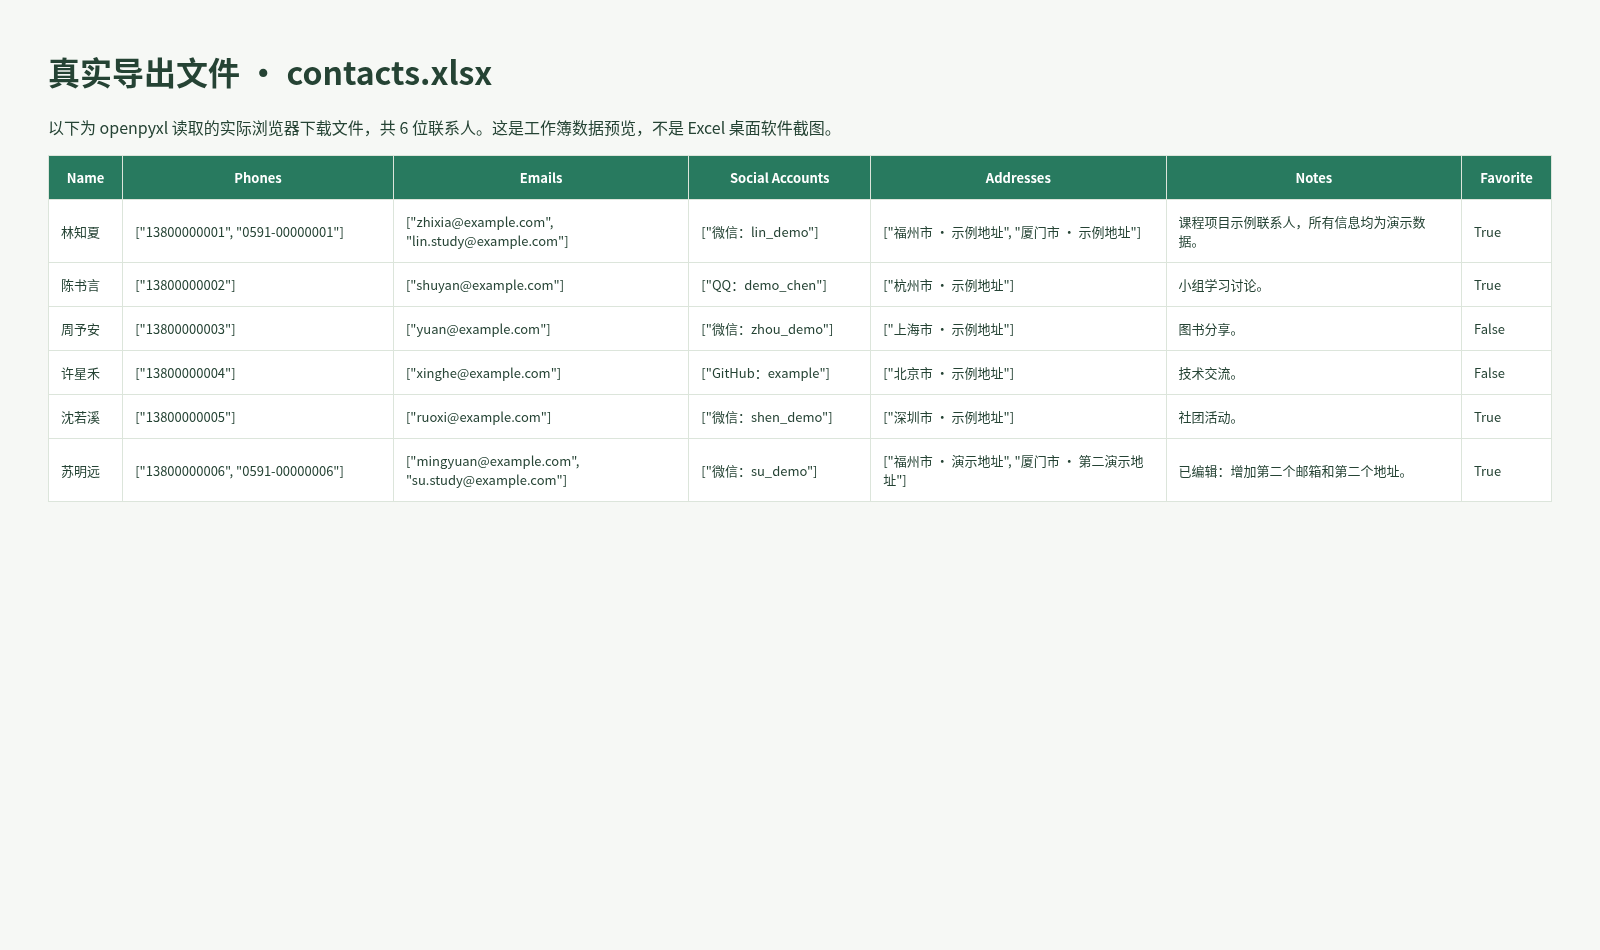 真实导出文件 · contacts.xlsx
以下为 openpyxl 读取的实际浏览器下载文件，共 6 位联系人。这是工作簿数据预览，不是 Excel 桌面软件截图。
Name Phones Emails Social Accounts Addresses Notes Favorite
林知夏 ["13800000001", "0591-00000001"] ["zhixia@example.com", "lin.study@example.com"] ["微信：lin_demo"] ["福州市 · 示例地址", "厦门市 · 示例地址"] 课程项目示例联系人，所有信息均为演示数据。 True
陈书言 ["13800000002"] ["shuyan@example.com"] ["QQ：demo_chen"] ["杭州市 · 示例地址"] 小组学习讨论。 True
周予安 ["13800000003"] ["yuan@example.com"] ["微信：zhou_demo"] ["上海市 · 示例地址"] 图书分享。 False
许星禾 ["13800000004"] ["xinghe@example.com"] ["GitHub：example"] ["北京市 · 示例地址"] 技术交流。 False
沈若溪 ["13800000005"] ["ruoxi@example.com"] ["微信：shen_demo"] ["深圳市 · 示例地址"] 社团活动。 True
苏明远 ["13800000006", "0591-00000006"] ["mingyuan@example.com", "su.study@example.com"] ["微信：su_demo"] ["福州市 · 演示地址", "厦门市 · 第二演示地址"] 已编辑：增加第二个邮箱和第二个地址。 True